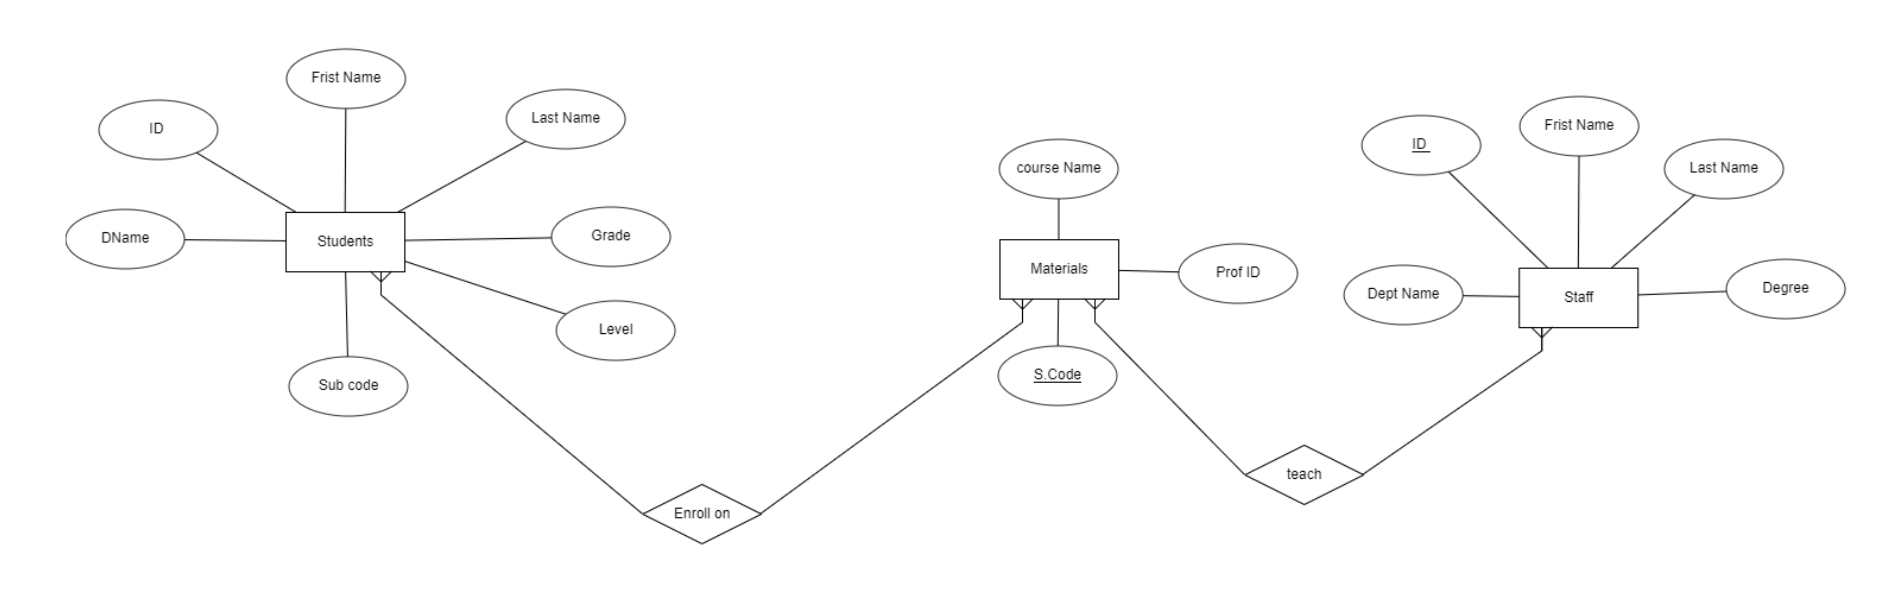 Frist Name
ID
Last Name
DName
Students
Grade
Level
Sub code
Enroll on
course Name
Materials
Prof ID
S.Code
teach
ID
Frist Name
Last Name
Dept Name
Staff
Degree